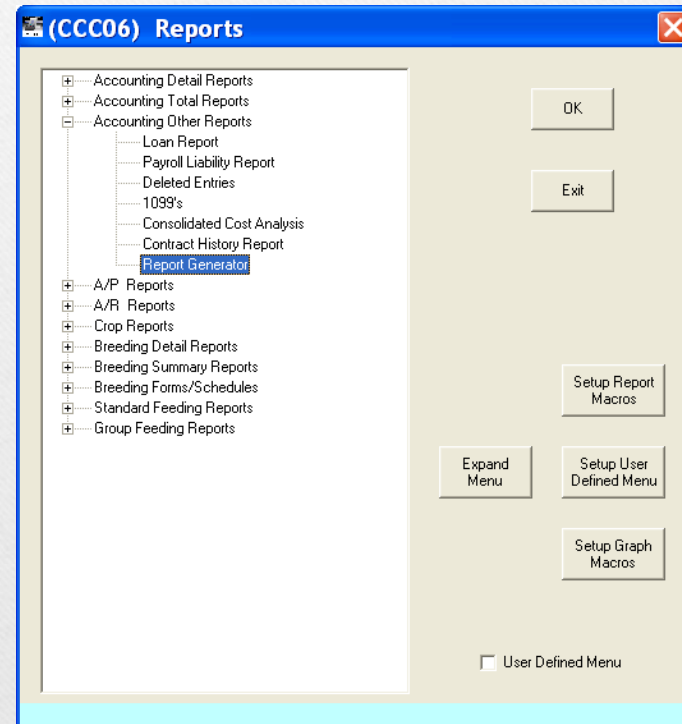 (CCC06) Reports
Accounting Detail Reports
Accounting Total Reports
Accounting Other Reports
Loan Report
Payroll Liability Report
Deleted Entries
1099's
Consolidated Cost Analysis
Contract History Report
Report Generator
A/P Reports
A/R Reports
Crop Reports
Breeding Detail Reports
Breeding Summary Reports
Breeding Forms/Schedules
Standard Feeding Reports
Group Feeding Reports
OK
Exit
Setup Report
Macros
Expand
Menu
Setup User
Defined Menu
Setup Graph
Macros
User Defined Menu